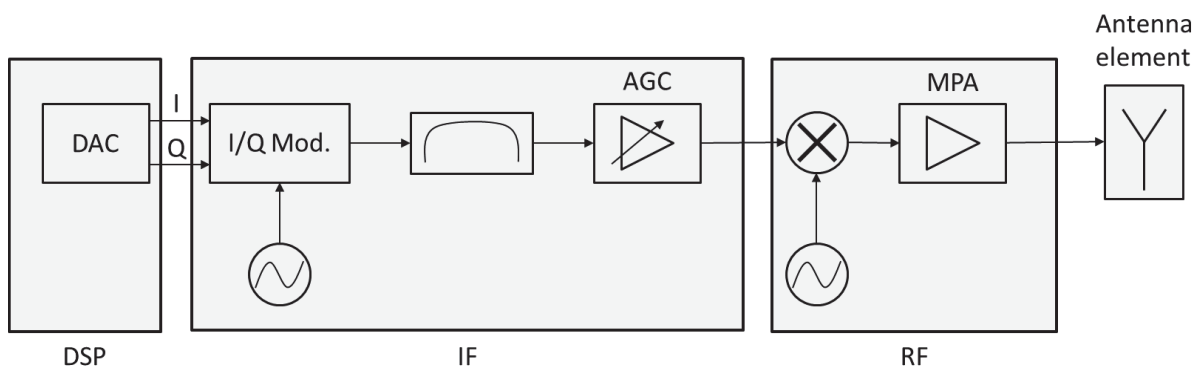 Antenna
element
AGC
MPA
I
DAC
I/Q Mod.
Q
DSP
IF
RF